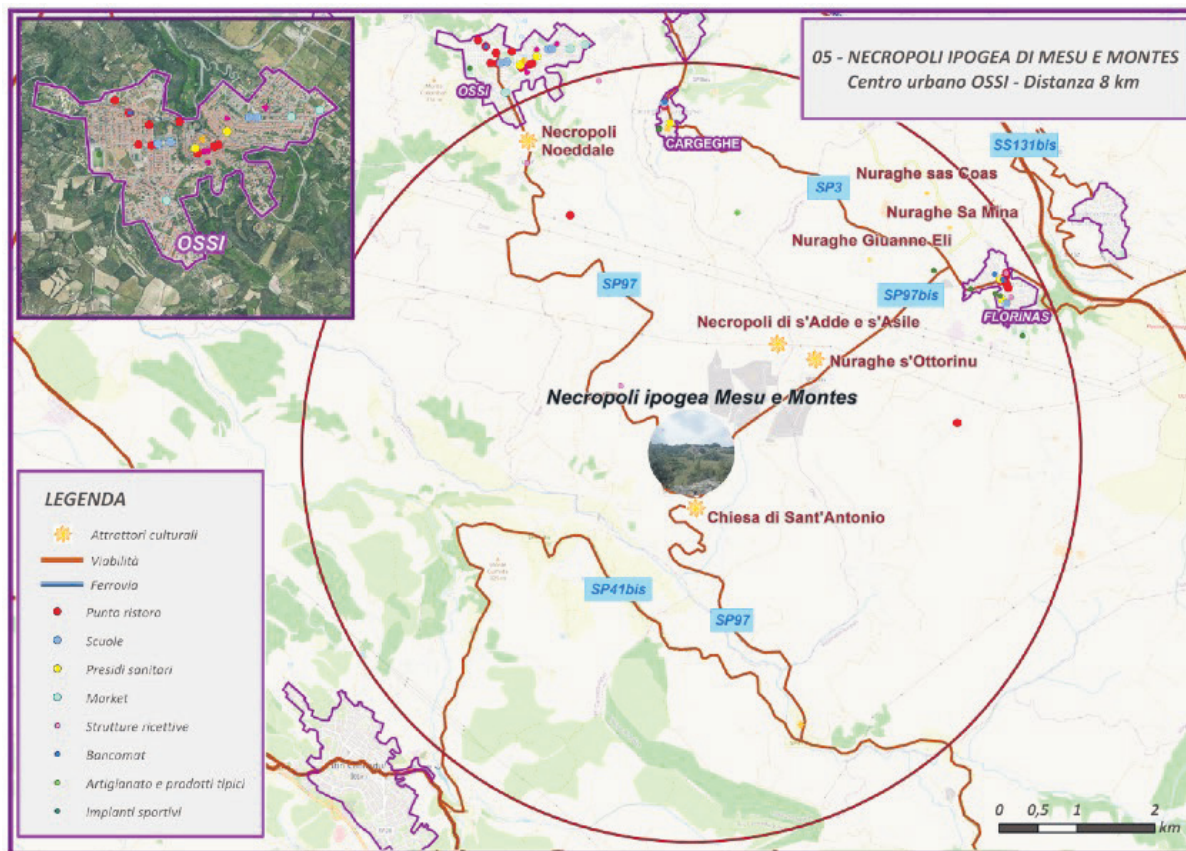 05 - NECROPOLI IPOGEA DI MESU E MONTES
Centro urbano OSSI - Distanza 8 km
OSSI
OSSI
Necropoli
Noeddale
CARGEGHE
SS131bis
SP3
Nuraghe sas Coas
Nuraghe Sa Mina
Nuraghe Giuanne Eli
SP97
SP97bis
FLORINAS
Necropoli di s'Adde e s'Asile
Nuraghe s'Ottorinu
Necropoli ipogea Mesu e Montes
Chiesa di Sant'Antonio
SP41bis
SP97
LEGENDA
Attrattori culturali
Viabilità
Ferrovia
Punto ristoro
Scuole
Presidi sanitari
Market
Strutture ricettive
Bancomat
Artigianato e prodotti tipici
Impianti sportivi
0 0,5 1 2
km